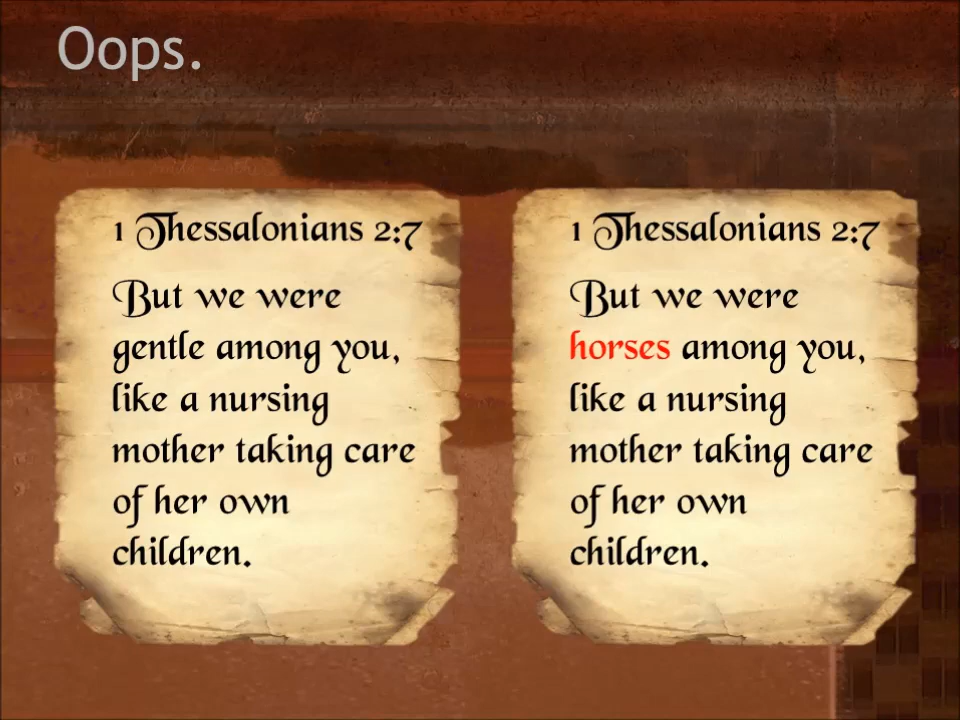 Oops.
1 Thessalonians 2:7
But we were
gentle among you,
like a nursing
mother taking care
of her own
children.
1 Thessalonians 2:7
But we were
horses among you,
like a nursing
mother taking care
of her own
children.